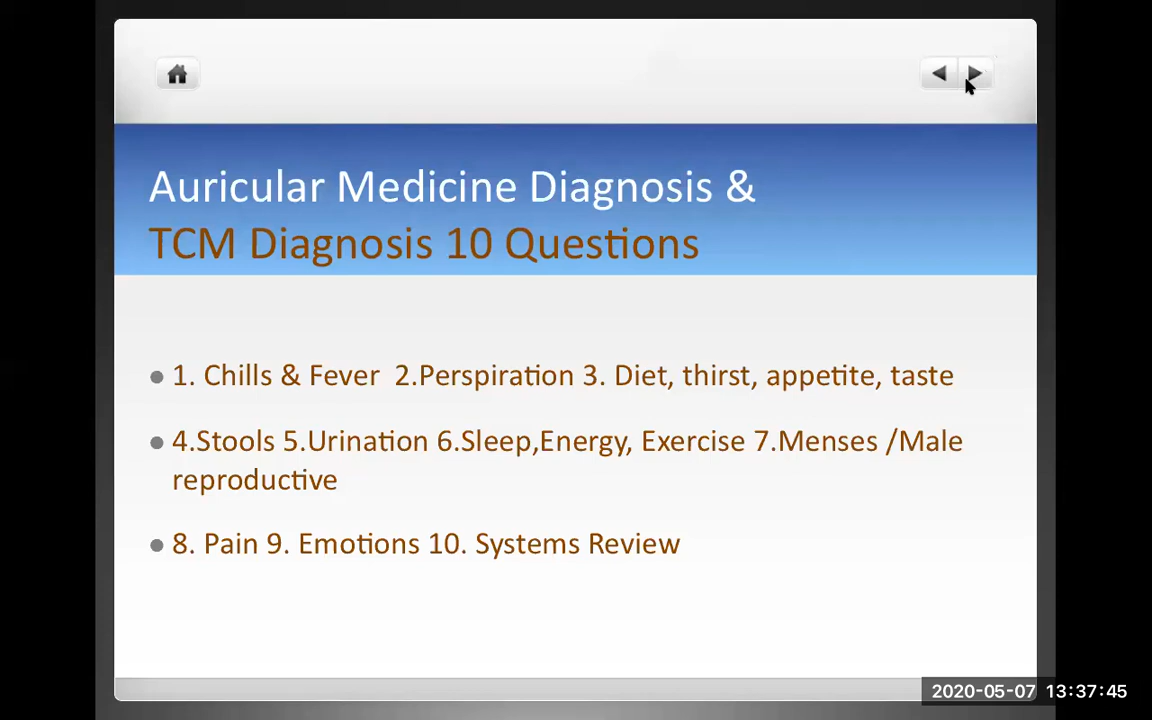 Auricular Medicine Diagnosis &
TCM Diagnosis 10 Questions
1. Chills & Fever  2.Perspiration 3. Diet, thirst, appetite, taste
4.Stools 5.Urination 6.Sleep,Energy, Exercise 7.Menses /Male
reproductive
8. Pain 9. Emotions 10. Systems Review
2020-05-07 13:37:45